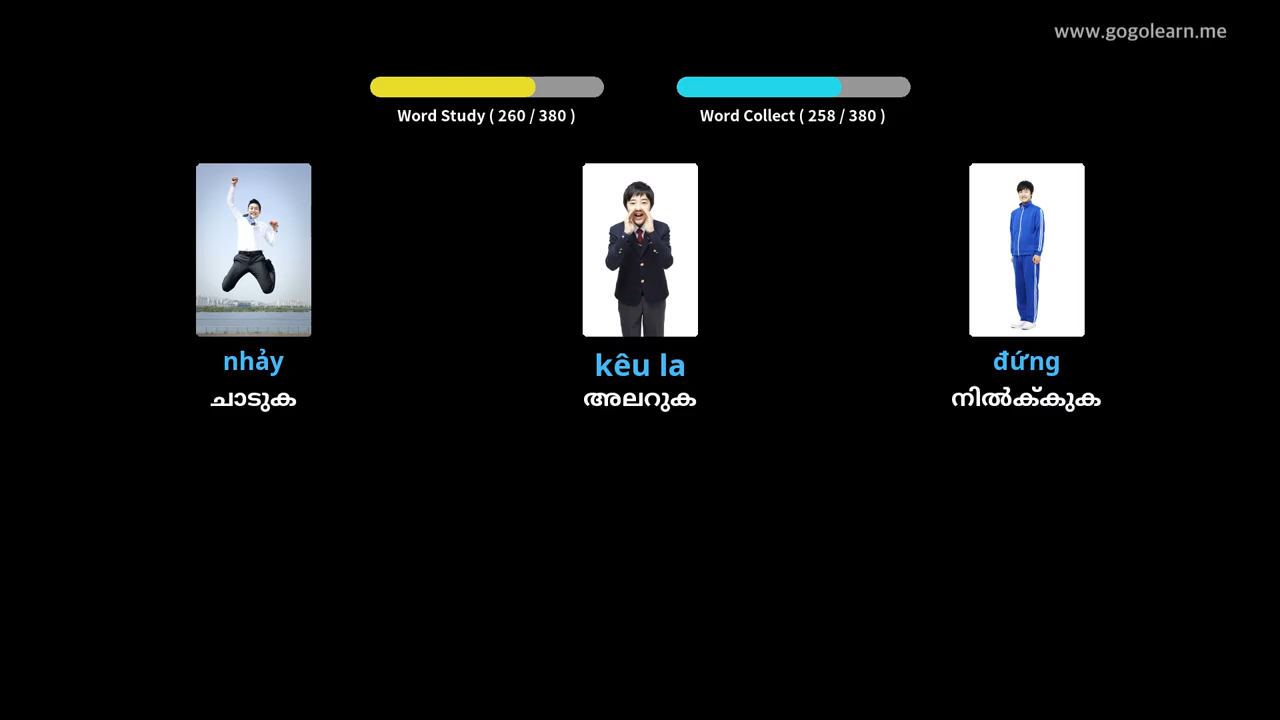 www.gogolearn.me
Word Study ( 260 / 380 )
Word Collect ( 258 / 380 )
nhảy
ചാടുക
kêu la
അലറുക
đứng
നിൽക്കുക